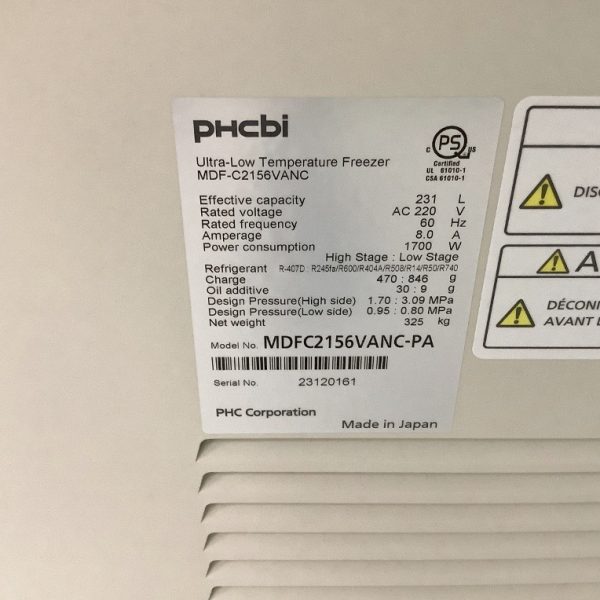 PHCbi
C PS US
Certified
UL 61010-1
CSA 61010-1
Ultra-Low Temperature Freezer
MDF-C2156VANC
Effective capacity 231 L
Rated voltage AC 220 V
Rated frequency 60 Hz
Amperage 8.0 A
Power consumption 1700 W
High Stage : Low Stage
Refrigerant R-407D : R245fa/R600/R404A/R508/R14/R50/R740
Charge 470 : 846 g
Oil additive 30 : 9 g
Design Pressure(High side) 1.70 : 3.09 MPa
Design Pressure(Low side) 0.95 : 0.80 MPa
Net weight 325 kg
Model No. MDFC2156VANC-PA
Serial No. 23120161
PHC Corporation
Made in Japan
DISC
A
DÉCONI
AVANT